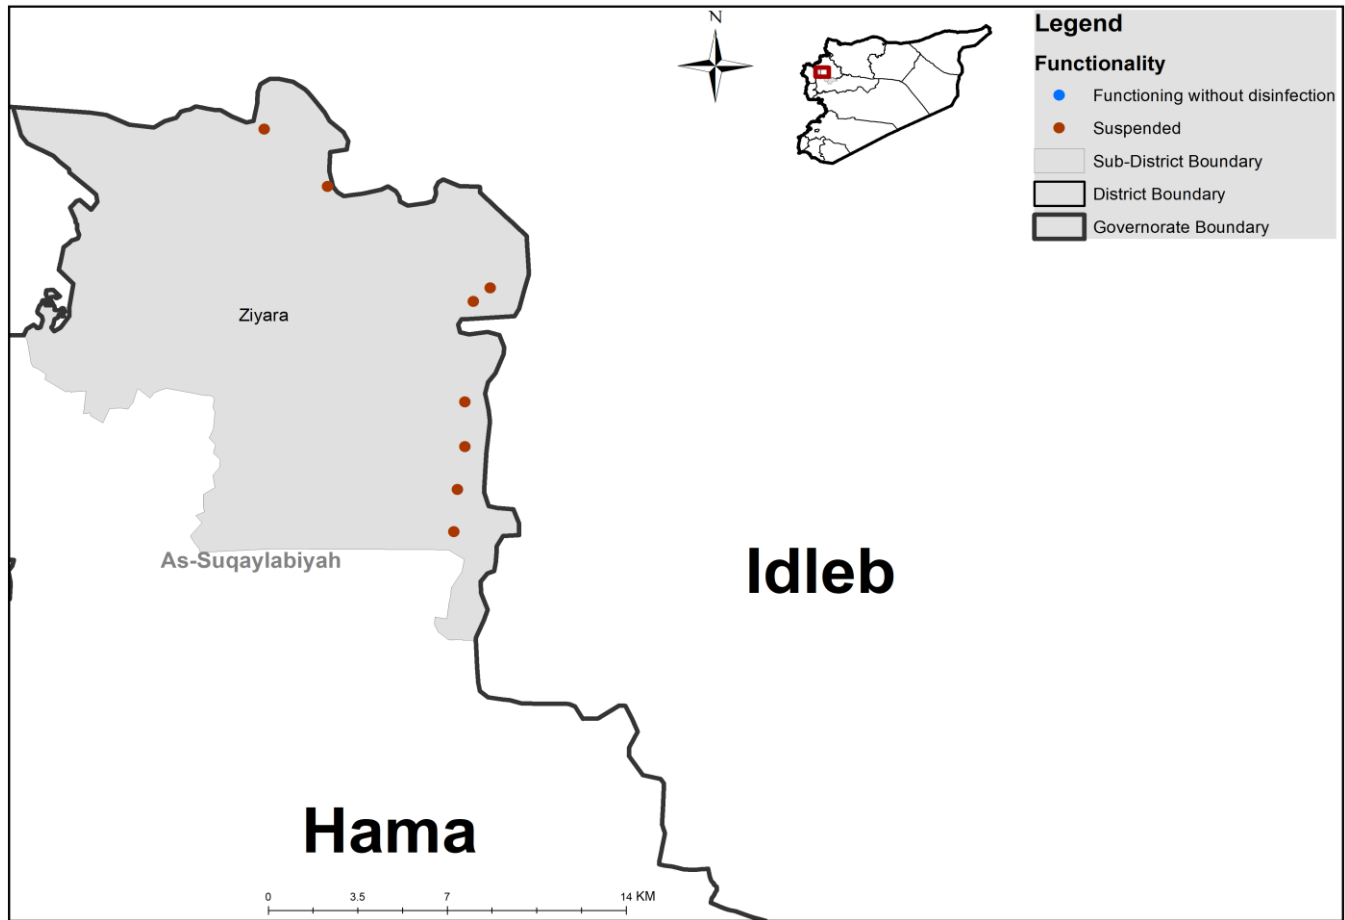 N
Legend
Functionality
Functioning without disinfection
Suspended
Sub-District Boundary
District Boundary
Governorate Boundary
Ziyara
As-Suqaylabiyah
Idleb
Hama
0 3.5 7 14 KM